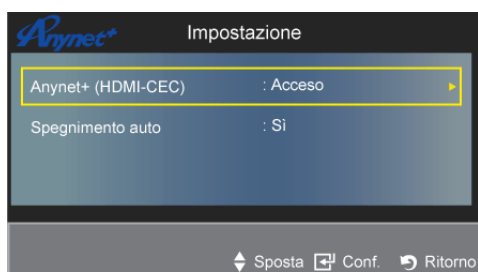 Anynet+ Impostazione
Anynet+ (HDMI-CEC) : Acceso
Spegnimento auto : Sì
Sposta Conf. Ritorno